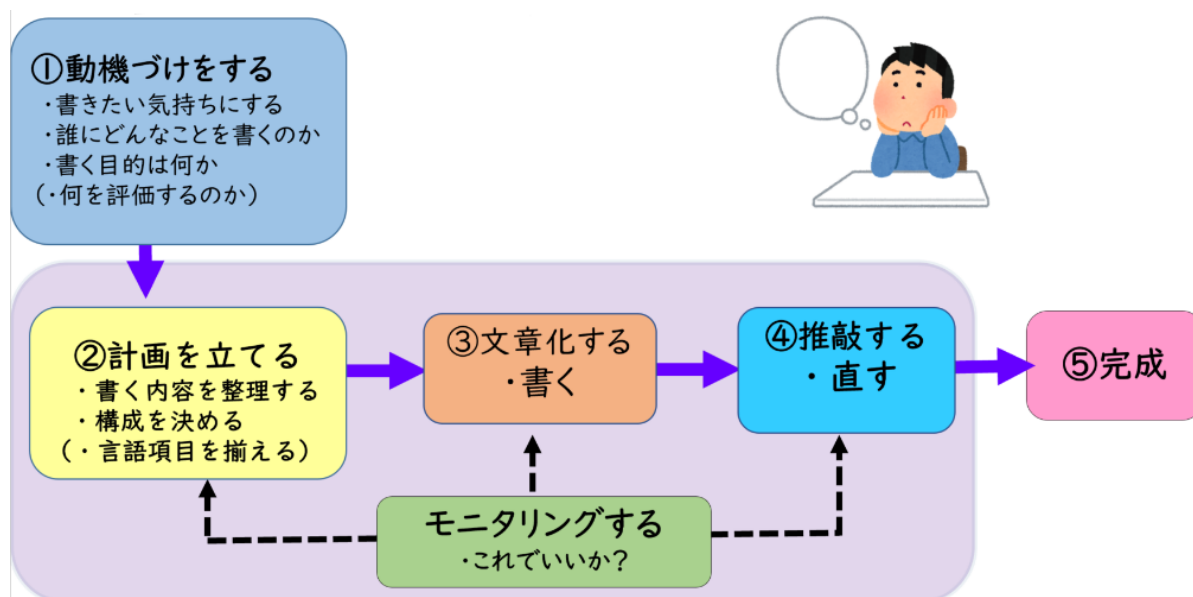 ①動機づけをする
・書きたい気持ちにする
・誰にどんなことを書くのか
・書く目的は何か
(・何を評価するのか)
②計画を立てる
・書く内容を整理する
・構成を決める
(・言語項目を揃える)
③文章化する
・書く
④推敲する
・直す
⑤完成
モニタリングする
・これでいいか?